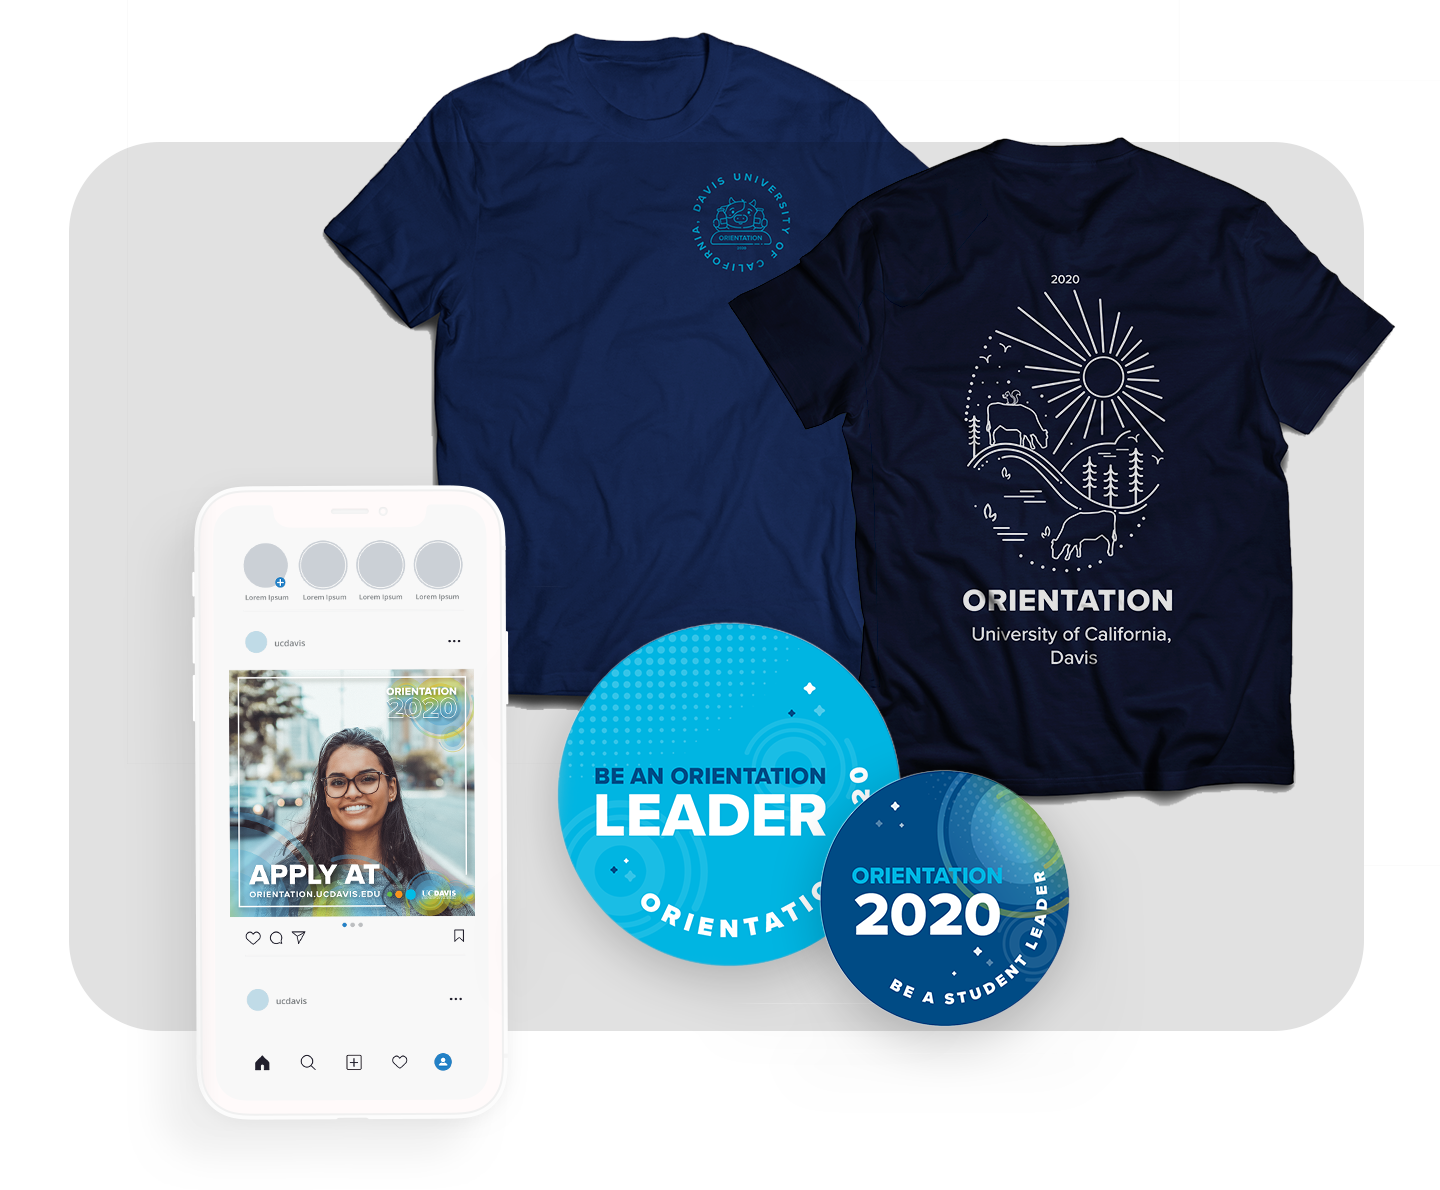 DAVIS UNIVERSITY OF CALIFORNIA,
ORIENTATION
2020
ORIENTATION
University of California,
Davis
Lorem Ipsum
Lorem Ipsum
Lorem Ipsum
Lorem Ipsum
ucdavis
ORIENTATION
2020
APPLY AT
ORIENTATION.UCDAVIS.EDU
UCDAVIS
ucdavis
BE AN ORIENTATION
LEADER
ORIENTATIO
20
ORIENTATION
2020
BE A STUDENT LEADER